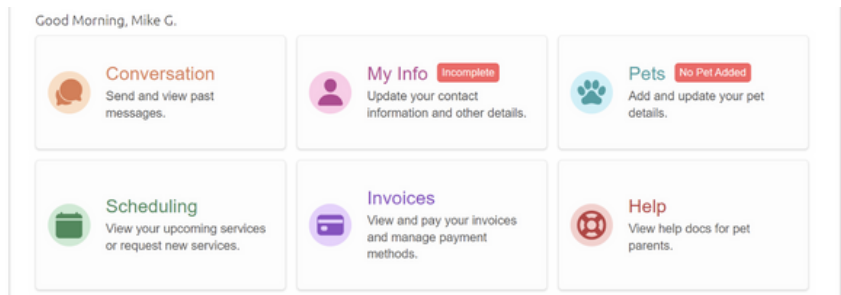 Good Morning, Mike G.
Conversation
Send and view past
messages.
My Info Incomplete
Update your contact
information and other details.
Pets No Pet Added
Add and update your pet
details.
Scheduling
View your upcoming services
or request new services.
Invoices
View and pay your invoices
and manage payment
methods.
Help
View help docs for pet
parents.